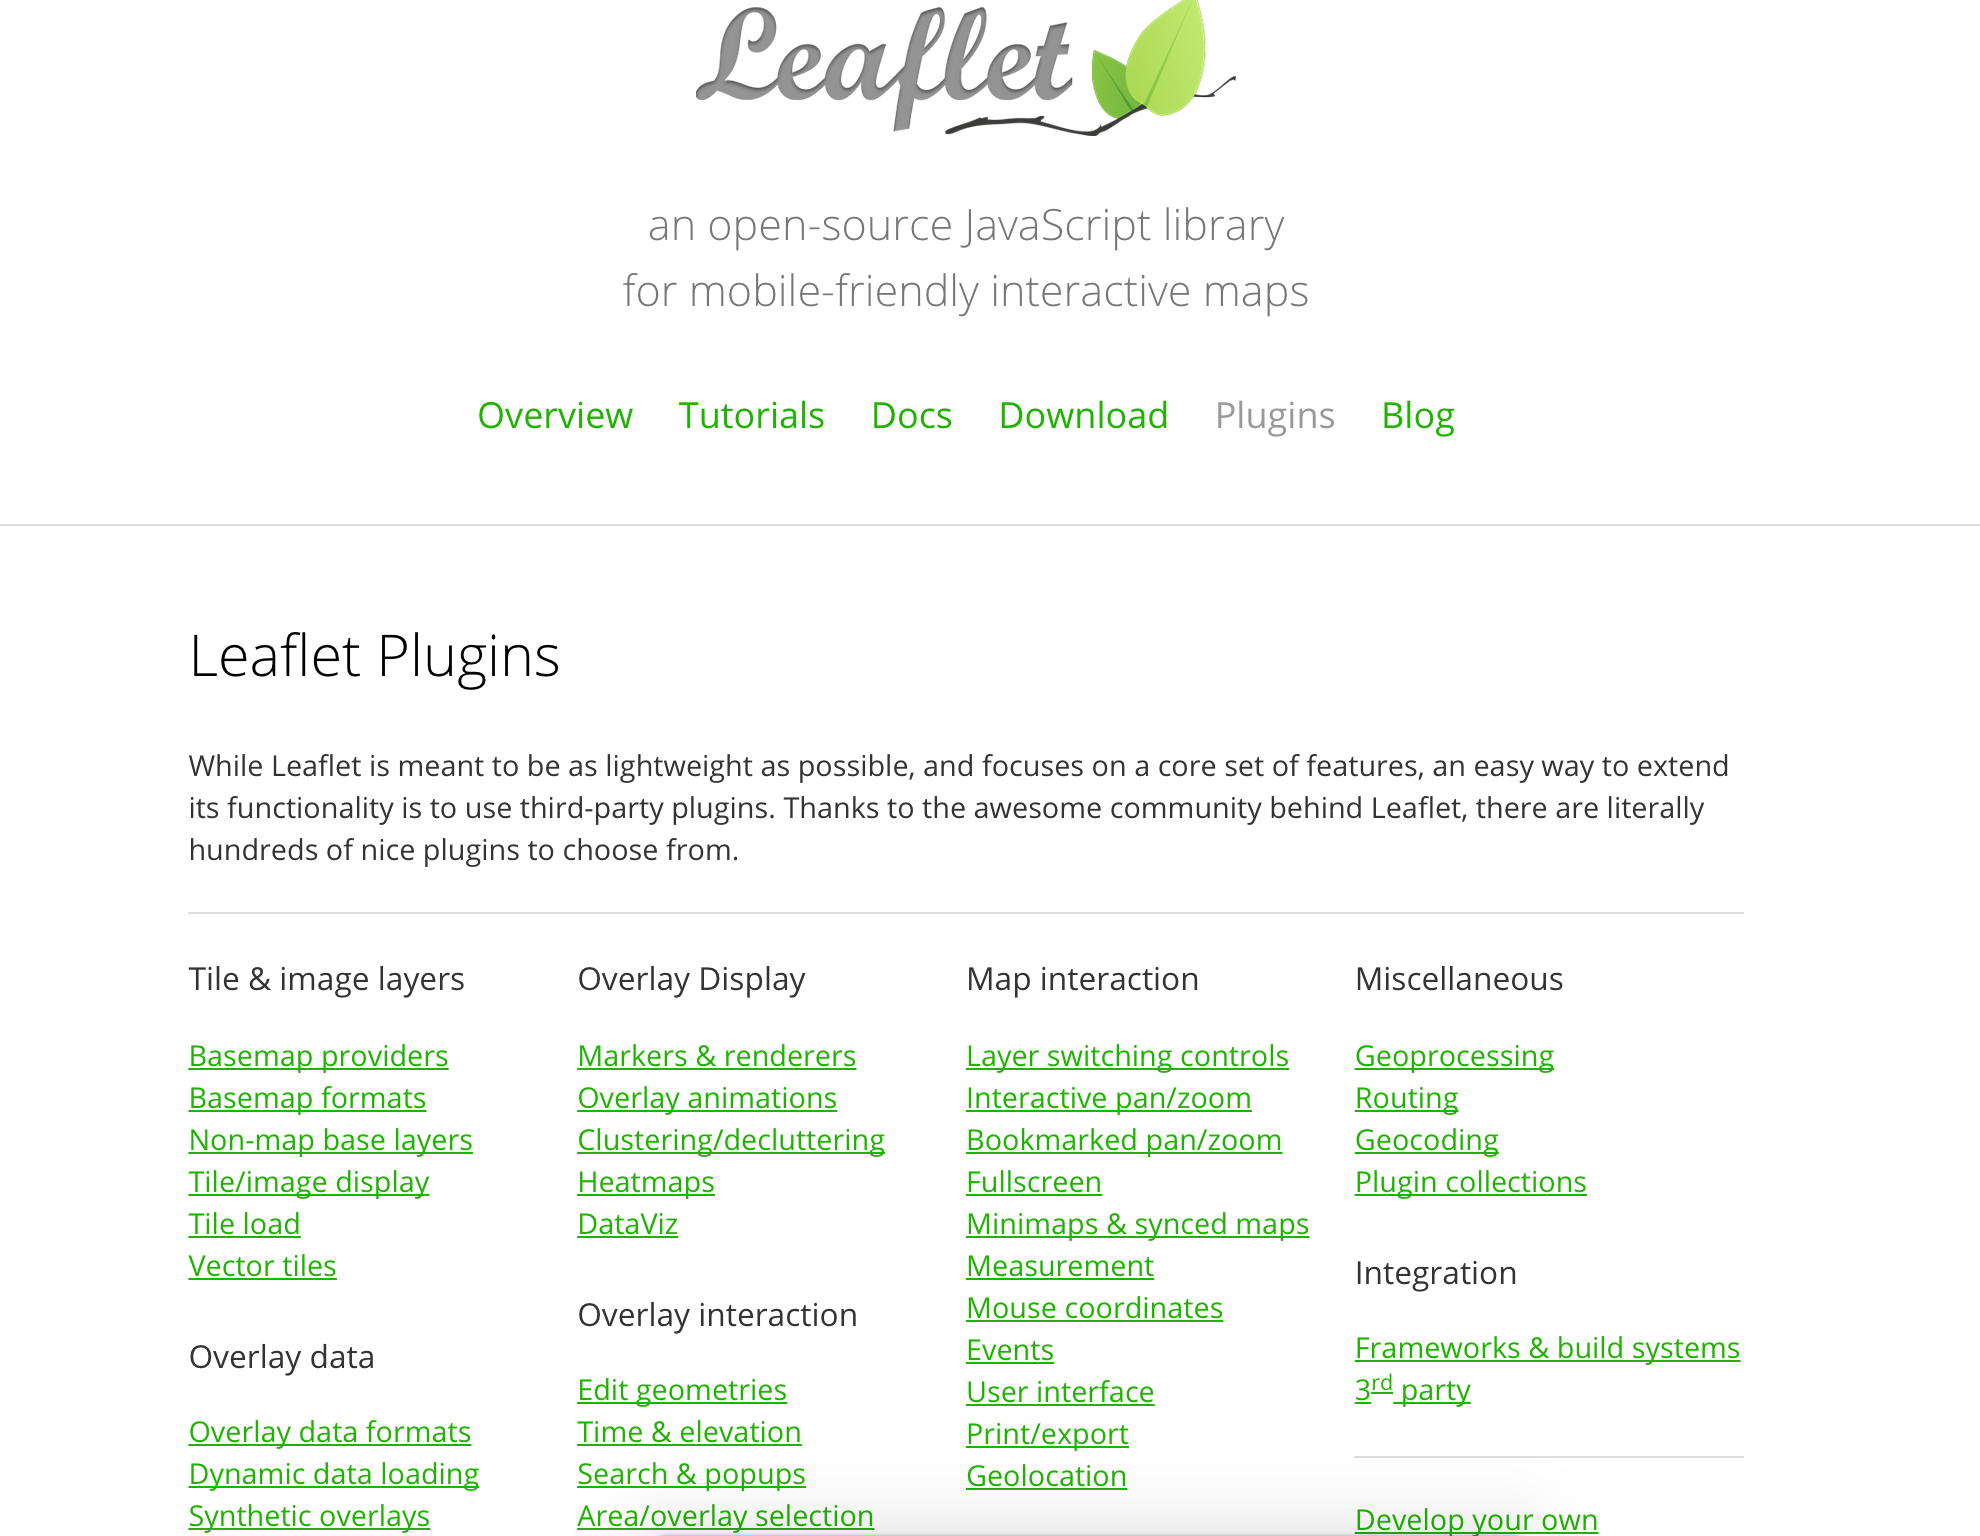 Leaflet
an open-source JavaScript library
for mobile-friendly interactive maps
Overview Tutorials Docs Download Plugins Blog
Leaflet Plugins
While Leaflet is meant to be as lightweight as possible, and focuses on a core set of features, an easy way to extend
its functionality is to use third-party plugins. Thanks to the awesome community behind Leaflet, there are literally
hundreds of nice plugins to choose from.
Tile & image layers
Basemap providers
Basemap formats
Non-map base layers
Tile/image display
Tile load
Vector tiles
Overlay data
Overlay data formats
Dynamic data loading
Synthetic overlays
Overlay Display
Markers & renderers
Overlay animations
Clustering/decluttering
Heatmaps
DataViz
Overlay interaction
Edit geometries
Time & elevation
Search & popups
Area/overlay selection
Map interaction
Layer switching controls
Interactive pan/zoom
Bookmarked pan/zoom
Fullscreen
Minimaps & synced maps
Measurement
Mouse coordinates
Events
User interface
Print/export
Geolocation
Miscellaneous
Geoprocessing
Routing
Geocoding
Plugin collections
Integration
Frameworks & build systems
3rd party
Develop your own